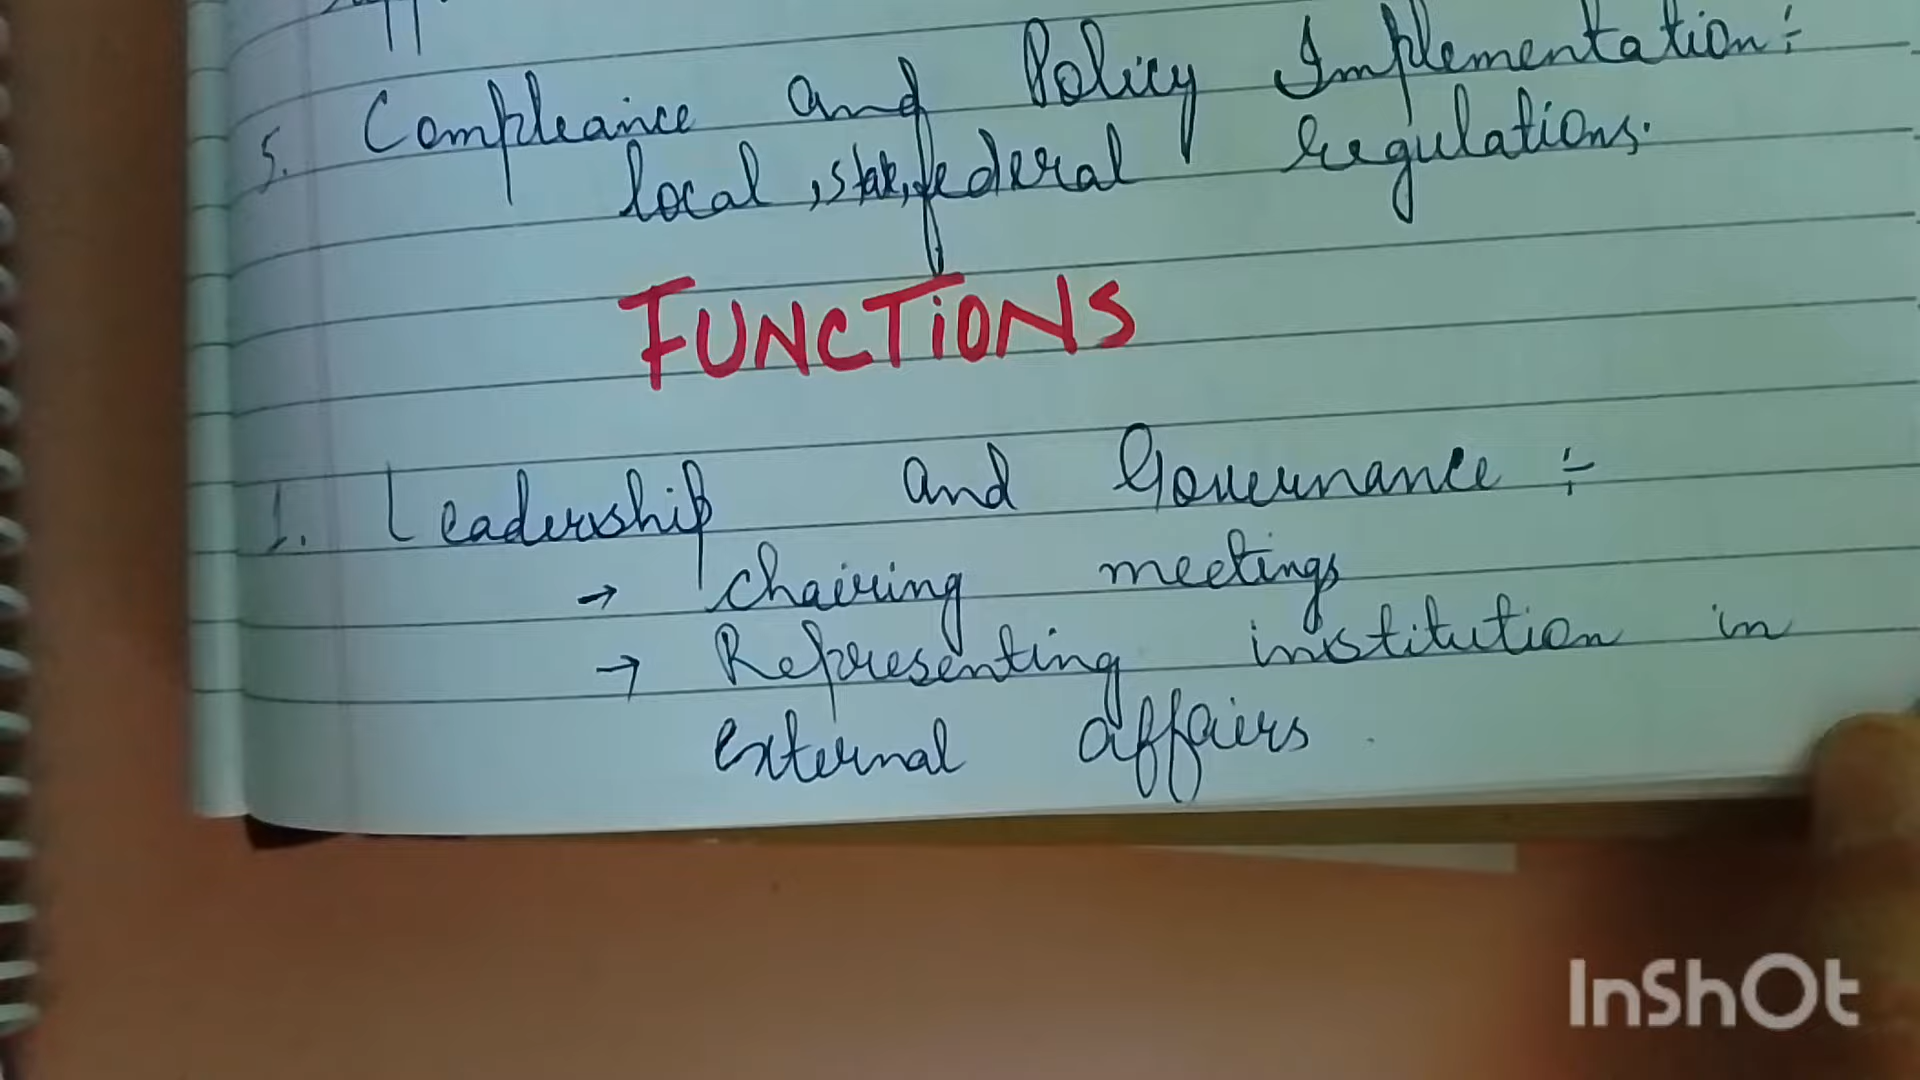 5. Compleance and Policy Implementation:-
local, state, federal regulations.
FUNCTIONS
1. Leadership and Governance :-
→ chairing meetings
→ Representing institution in
external affairs.
InShOt